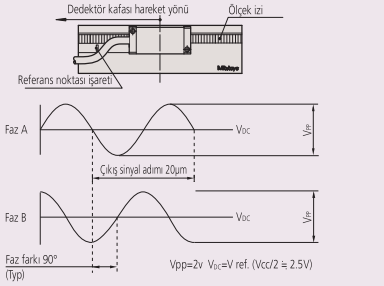 Dedektör kafası hareket yönü
Ölçek izi
Mitutoyo
Referans noktası işareti
Faz A
VDC
VPP
Çıkış sinyal adımı 20µm
Faz B
VDC
VPP
Faz farkı 90°
(Typ)
Vpp=2v VDC=V ref. (Vcc/2 ≒ 2.5V)